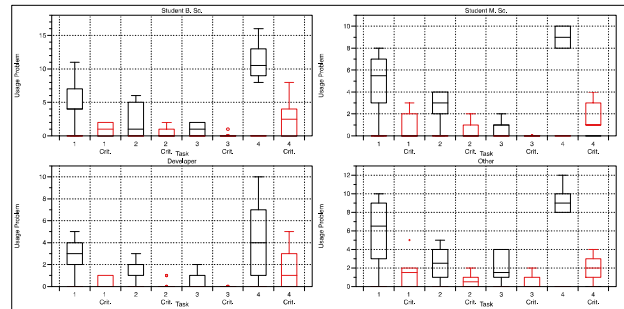 Student B. Sc.
Usage Problem
15
10
5
0
1
1
Crit.
2
2
Crit.
3
3
Crit.
4
4
Crit.
Task
Student M. Sc.
Usage Problem
10
8
6
4
2
0
1
1
Crit.
2
2
Crit.
3
3
Crit.
4
4
Crit.
Task
Developer
Usage Problem
10
8
6
4
2
0
1
1
Crit.
2
2
Crit.
3
3
Crit.
4
4
Crit.
Task
Other
Usage Problem
12
10
8
6
4
2
0
1
1
Crit.
2
2
Crit.
3
3
Crit.
4
4
Crit.
Task